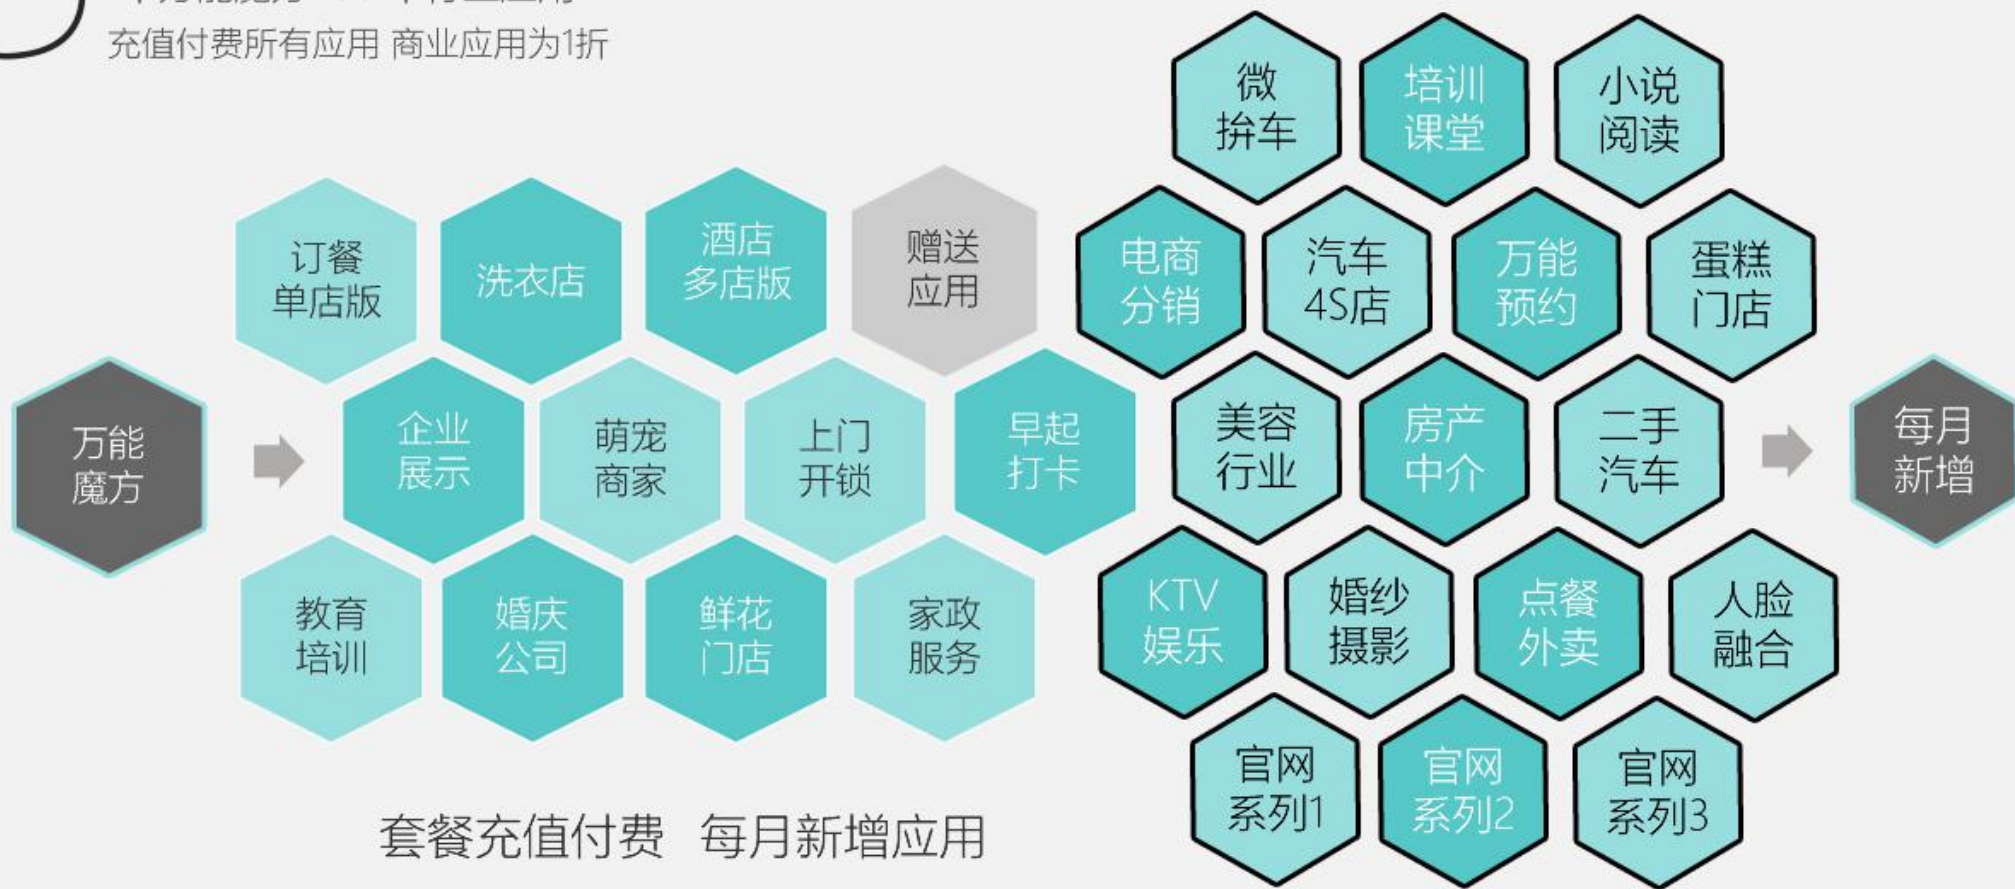 充值付费所有应用 商业应用为1折
微
拚车
培训
课堂
小说
阅读
订餐
单店版
洗衣店
酒店
多店版
赠送
应用
电商
分销
汽车
4S店
万能
预约
蛋糕
门店
万能
魔方
企业
展示
萌宠
商家
上门
开锁
早起
打卡
美容
行业
房产
中介
二手
汽车
每月
新增
教育
培训
婚庆
公司
鲜花
门店
家政
服务
KTV
娱乐
婚纱
摄影
点餐
外卖
人脸
融合
官网
系列1
官网
系列2
官网
系列3
套餐充值付费 每月新增应用